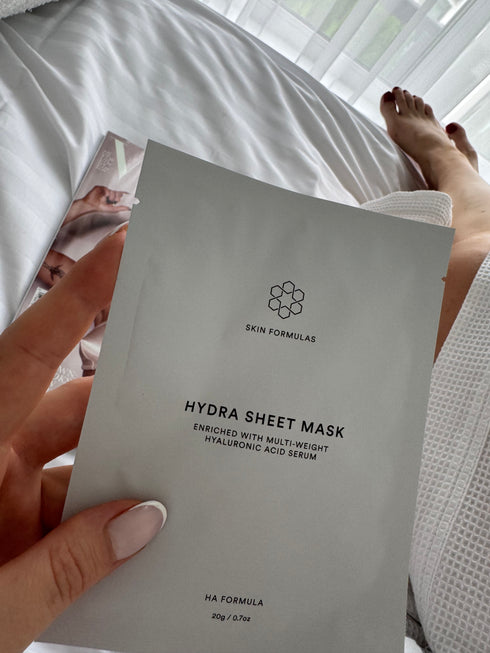 SKIN FORMULAS
HYDRA SHEET MASK
ENRICHED WITH MULTI-WEIGHT
HYALURONIC ACID SERUM
HA FORMULA
20g / 0.7oz